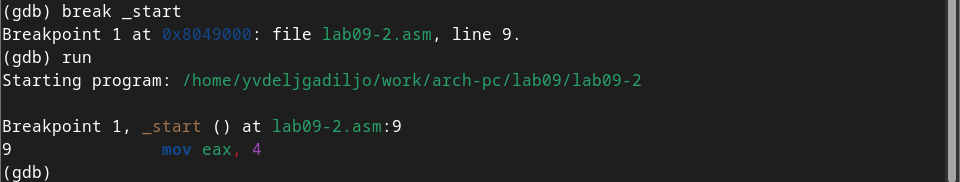 (gdb) break _start
Breakpoint 1 at 0x8049000: file lab09-2.asm, line 9.
(gdb) run
Starting program: /home/yvdeljgadiljo/work/arch-pc/lab09/lab09-2

Breakpoint 1, _start () at lab09-2.asm:9
9               mov eax, 4
(gdb)